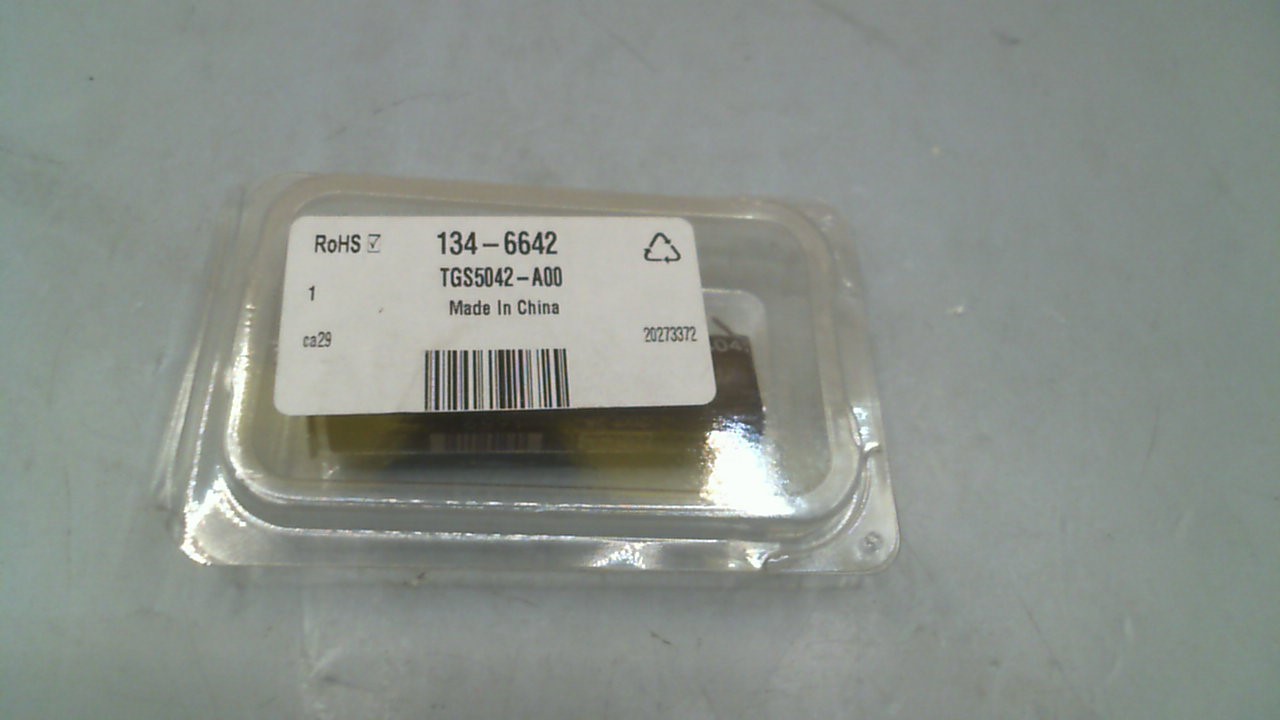 RoHS ☑ 134-6642
TGS5042-A00
1
Made In China
ca29 20273372